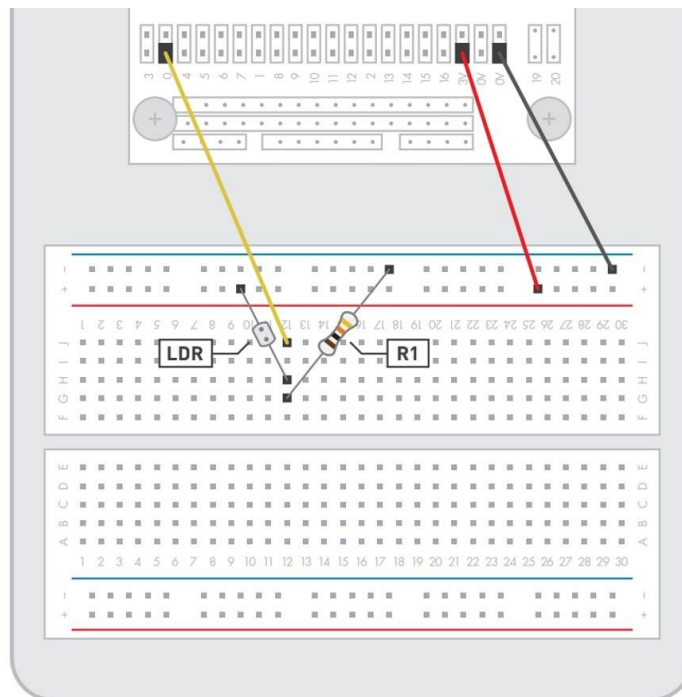 3 0 4 5 6 7 1 8 9 10 11 12 2 13 14 15 16 3V 0V 0V 19 20
− −
+ +
1 2 3 4 5 6 7 8 9 10 11 12 13 14 15 16 17 18 19 20 21 22 23 24 25 26 27 28 29 30
J J
LDR R1
I I
H H
G G
F F
E E
D D
C C
B B
A A
1 2 3 4 5 6 7 8 9 10 11 12 13 14 15 16 17 18 19 20 21 22 23 24 25 26 27 28 29 30
− −
+ +